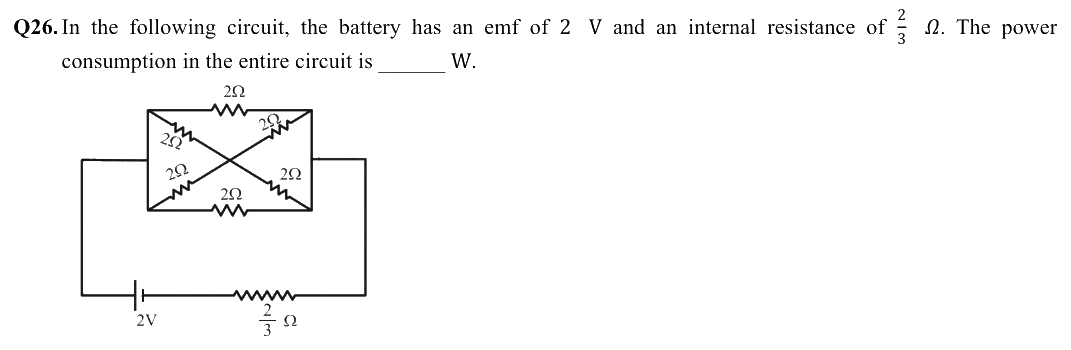 Q26. In the following circuit, the battery has an emf of 2 V and an internal resistance of 2/3 Ω. The power
consumption in the entire circuit is ______ W.
2Ω
2Ω
2Ω
2Ω
2Ω
2Ω
2V
2/3 Ω